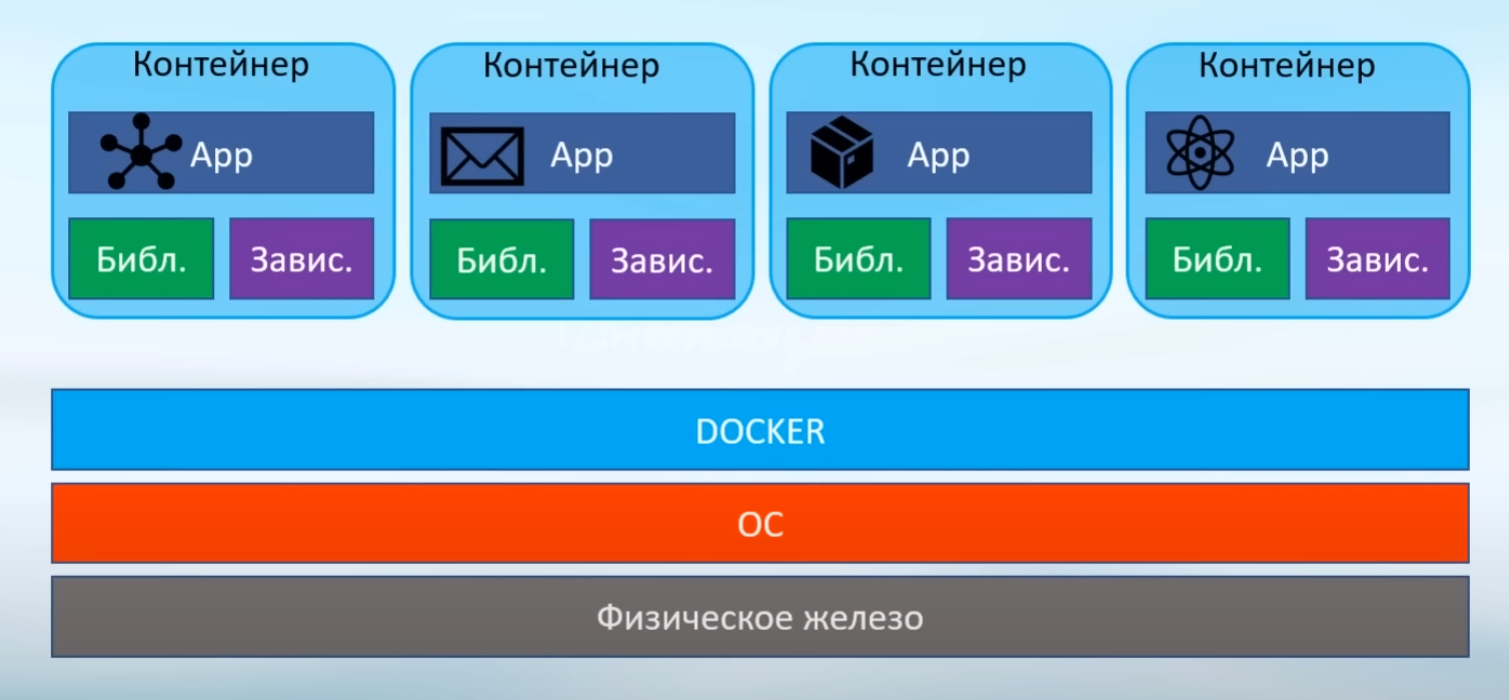 Контейнер Контейнер Контейнер Контейнер
App App App App
Библ. Завис. Библ. Завис. Библ. Завис. Библ. Завис.
DOCKER
ОС
Физическое железо